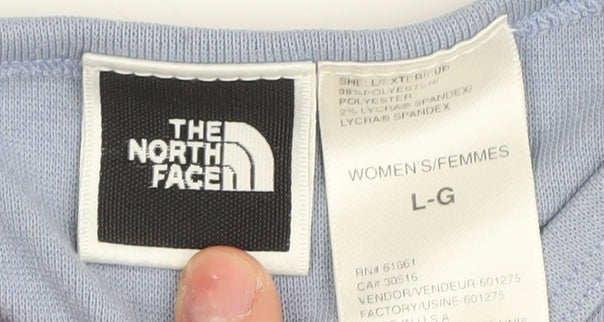 THE
NORTH
FACE
SHELL/EXTERIEUR
98% POLYESTER/
POLYESTER
2% LYCRA® SPANDEX/
LYCRA® SPANDEX
WOMEN'S/FEMMES
L-G
RN# 61661
CA# 30516
VENDOR/VENDEUR-601275
FACTORY/USINE-601275
U.S.A